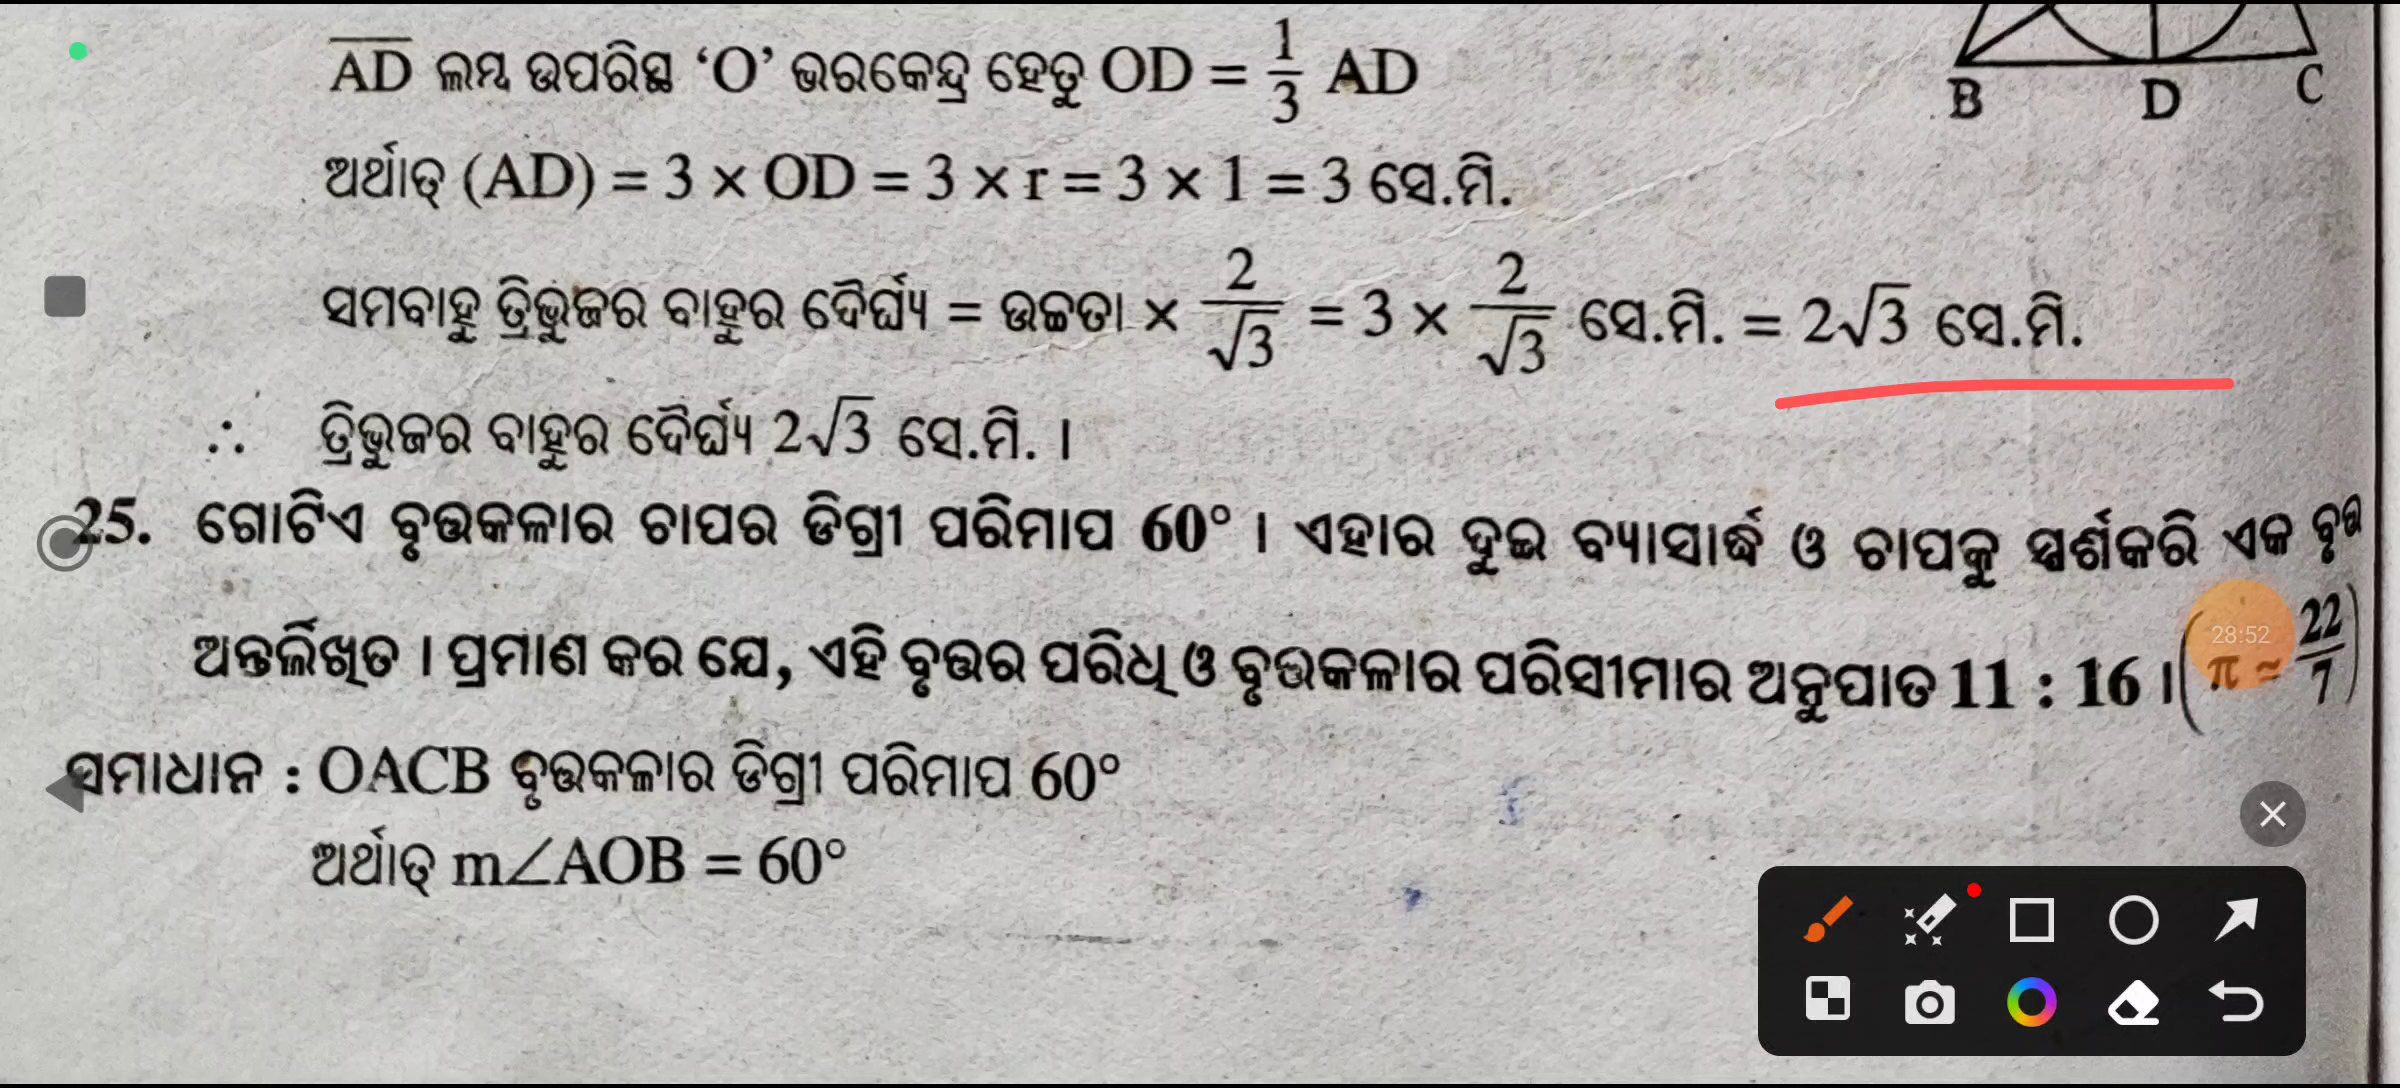 B D C
AD ଲମ୍ବ ଉପରିସ୍ଥ ‘O’ ଭରକେନ୍ଦ୍ର ହେତୁ OD = 1/3 AD
ଅର୍ଥାତ୍ (AD) = 3 × OD = 3 × r = 3 × 1 = 3 ସେ.ମି.
ସମବାହୁ ତ୍ରିଭୁଜର ବାହୁର ଦୈର୍ଘ୍ୟ = ଉଚ୍ଚତା × 2/√3 = 3 × 2/√3 ସେ.ମି. = 2√3 ସେ.ମି.
∴ ତ୍ରିଭୁଜର ବାହୁର ଦୈର୍ଘ୍ୟ 2√3 ସେ.ମି. ।
25. ଗୋଟିଏ ବୃତ୍ତକଳାର ଚାପର ଡିଗ୍ରୀ ପରିମାପ 60° । ଏହାର ଦୁଇ ବ୍ୟାସାର୍ଦ୍ଧ ଓ ଚାପକୁ ସ୍ପର୍ଶକରି ଏକ ବୃତ୍ତ
ଅନ୍ତର୍ଲିଖିତ । ପ୍ରମାଣ କର ଯେ, ଏହି ବୃତ୍ତର ପରିଧି ଓ ବୃତ୍ତକଳାର ପରିସୀମାର ଅନୁପାତ 11 : 16 । (π ≃ 22/7)
28:52
ସମାଧାନ : OACB ବୃତ୍ତକଳାର ଡିଗ୍ରୀ ପରିମାପ 60°
ଅର୍ଥାତ୍ m∠AOB = 60°